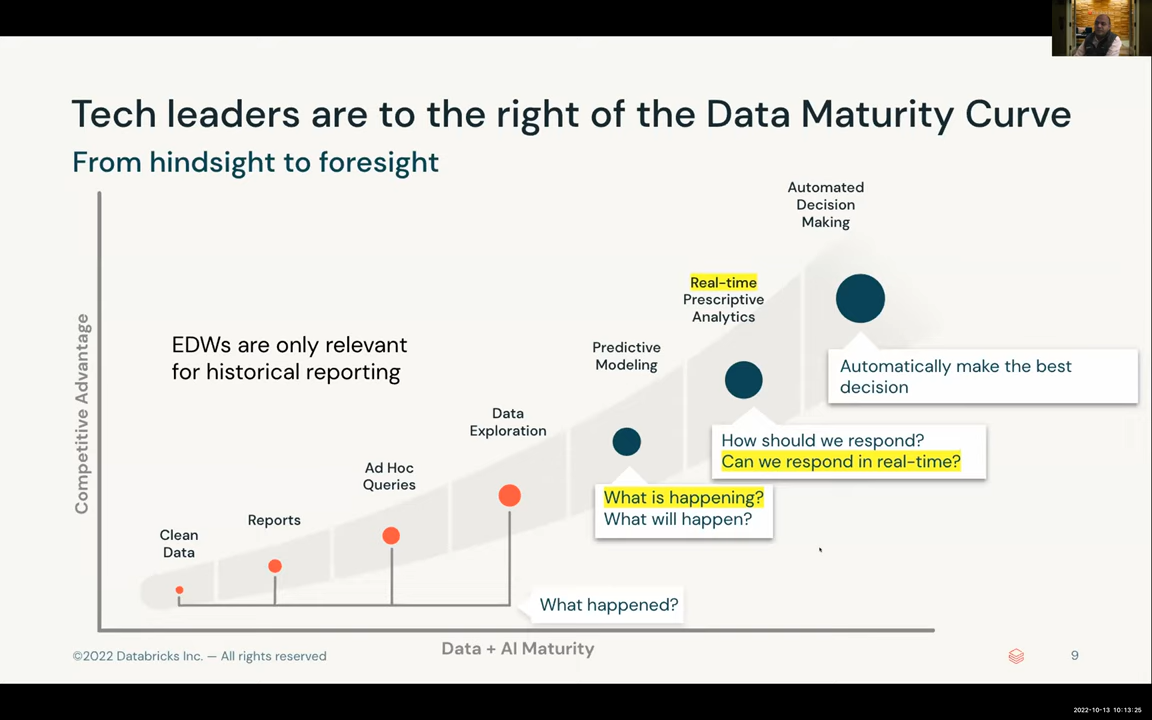 Tech leaders are to the right of the Data Maturity Curve
From hindsight to foresight
Automated
Decision
Making
Real-time
Prescriptive
Analytics
EDWs are only relevant
for historical reporting
Predictive
Modeling
Automatically make the best
decision
Data
Exploration
How should we respond?
Can we respond in real-time?
Ad Hoc
Queries
What is happening?
What will happen?
Reports
Clean
Data
What happened?
Competitive Advantage
Data + AI Maturity
©2022 Databricks Inc. — All rights reserved
9
2022-10-13 10:13:25